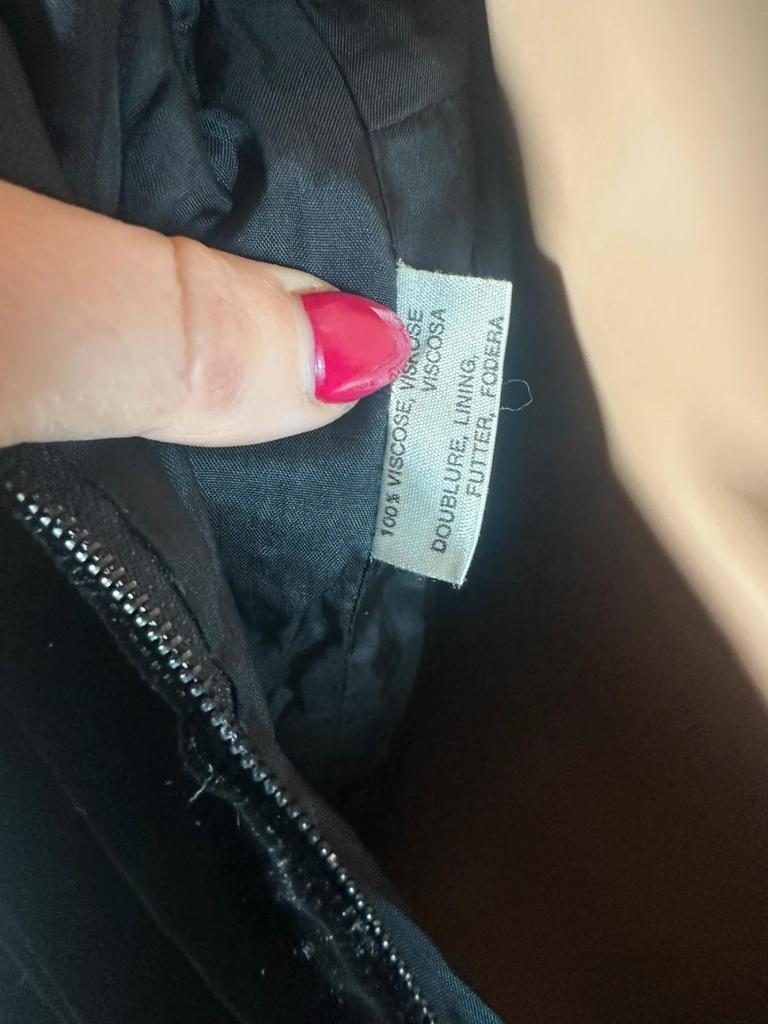 100% VISCOSE, VISKOSE
VISCOSA
DOUBLURE, LINING,
FUTTER, FODERA